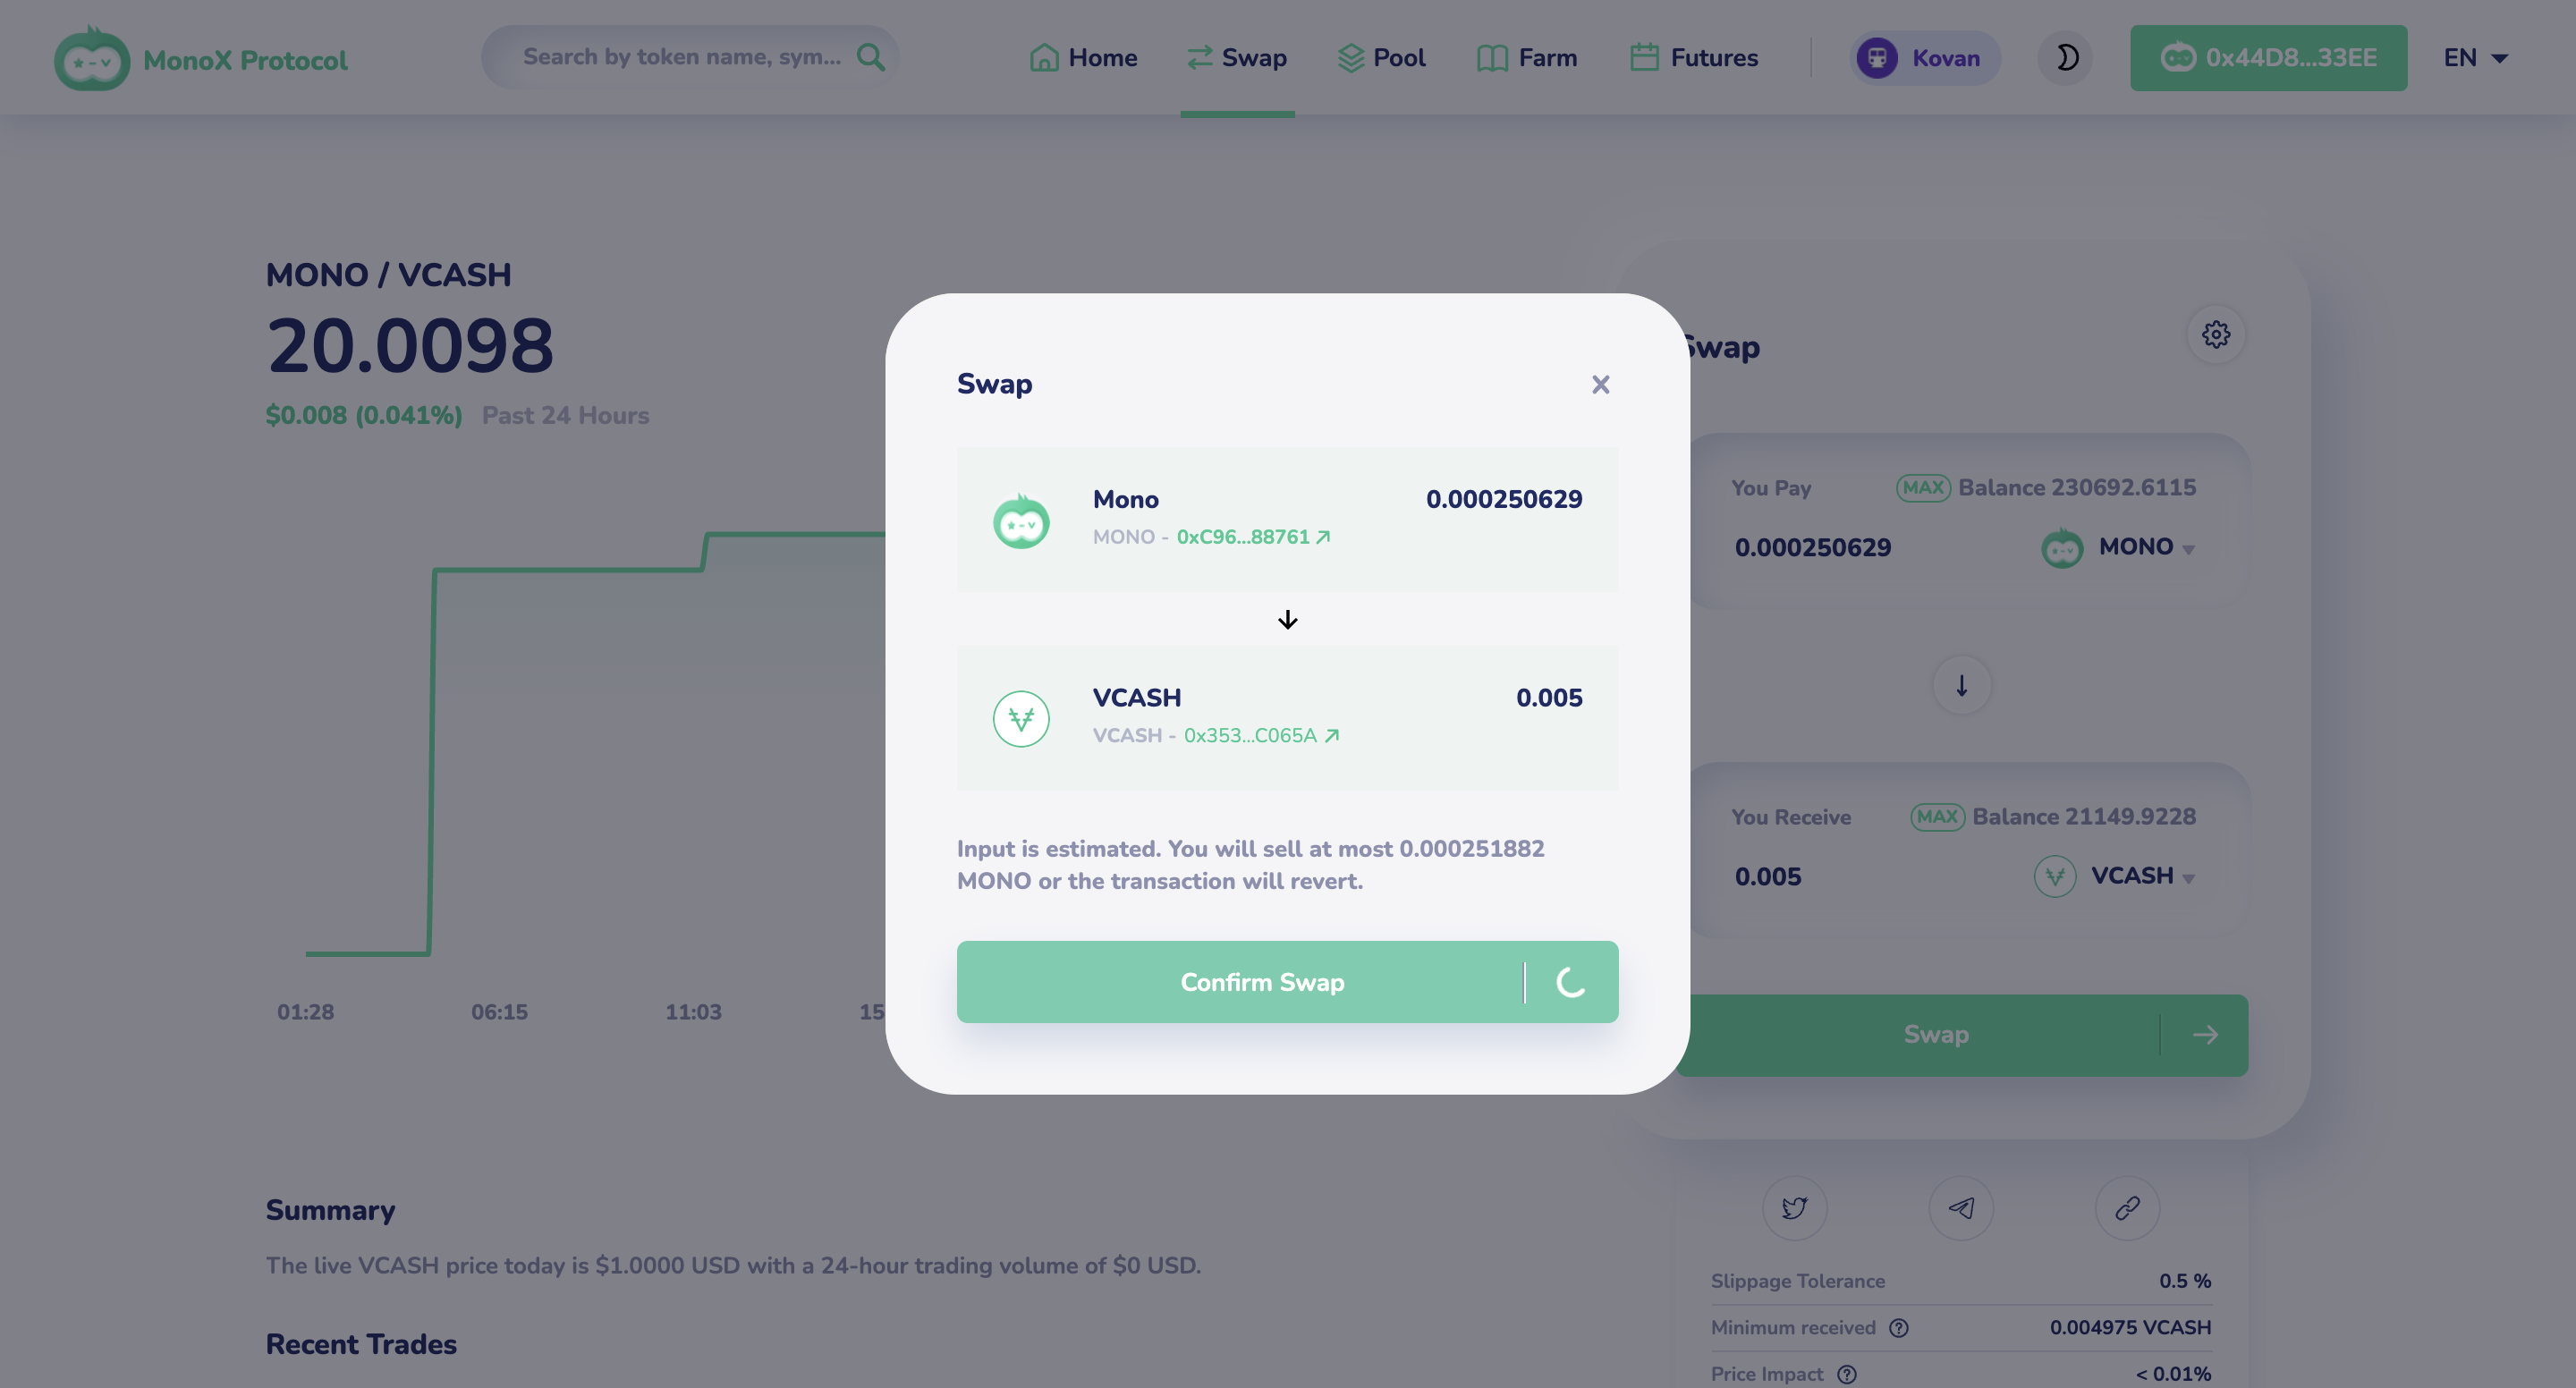 MonoX Protocol
Search by token name, sym...
Home
Swap
Pool
Farm
Futures
Kovan
0x44D8...33EE
EN
MONO / VCASH
20.0098
$0.008 (0.041%) Past 24 Hours
01:28
06:15
11:03
15
Swap
Mono
0.000250629
MONO - 0xC96...88761
VCASH
0.005
VCASH - 0x353...C065A
Input is estimated. You will sell at most 0.000251882
MONO or the transaction will revert.
Confirm Swap
Swap
You Pay
MAX Balance 230692.6115
0.000250629
MONO
You Receive
MAX Balance 21149.9228
0.005
VCASH
Swap
Slippage Tolerance
0.5 %
Minimum received
0.004975 VCASH
Price Impact
< 0.01%
Summary
The live VCASH price today is $1.0000 USD with a 24-hour trading volume of $0 USD.
Recent Trades